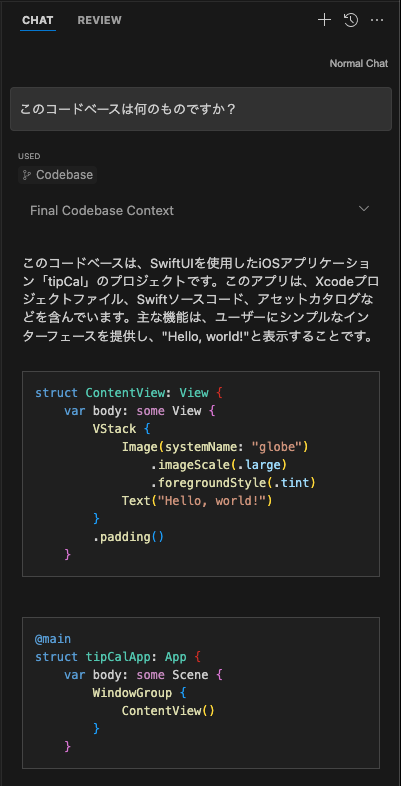 CHAT REVIEW
Normal Chat
このコードベースは何のものですか？
USED
Codebase
Final Codebase Context
このコードベースは、SwiftUIを使用したiOSアプリケーショ
ン「tipCal」のプロジェクトです。このアプリは、Xcodeプロ
ジェクトファイル、Swiftソースコード、アセットカタログな
どを含んでいます。主な機能は、ユーザーにシンプルなイン
ターフェースを提供し、"Hello, world!"と表示することです。
struct ContentView: View {
    var body: some View {
        VStack {
            Image(systemName: "globe")
                .imageScale(.large)
                .foregroundStyle(.tint)
            Text("Hello, world!")
        }
        .padding()
    }
@main
struct tipCalApp: App {
    var body: some Scene {
        WindowGroup {
            ContentView()
        }
    }